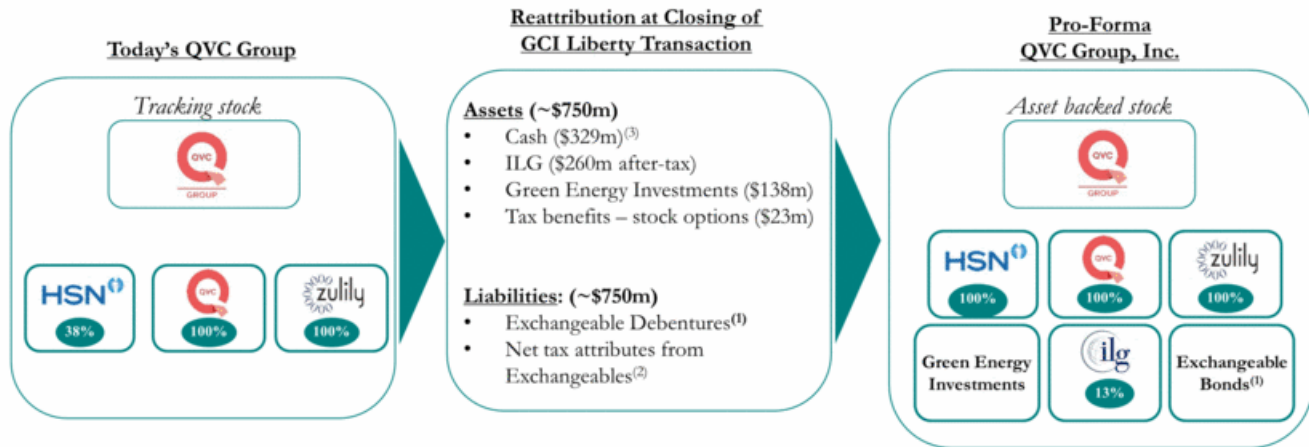 Today's QVC Group
Tracking stock
QVC
GROUP
HSN
38%
QVC
100%
zulily
100%
Reattribution at Closing of
GCI Liberty Transaction
Assets (~$750m)
• Cash ($329m)(3)
• ILG ($260m after-tax)
• Green Energy Investments ($138m)
• Tax benefits – stock options ($23m)
Liabilities: (~$750m)
• Exchangeable Debentures(1)
• Net tax attributes from
Exchangeables(2)
Pro-Forma
QVC Group, Inc.
Asset backed stock
QVC
GROUP
HSN
100%
QVC
100%
zulily
100%
Green Energy
Investments
ilg
13%
Exchangeable
Bonds(1)